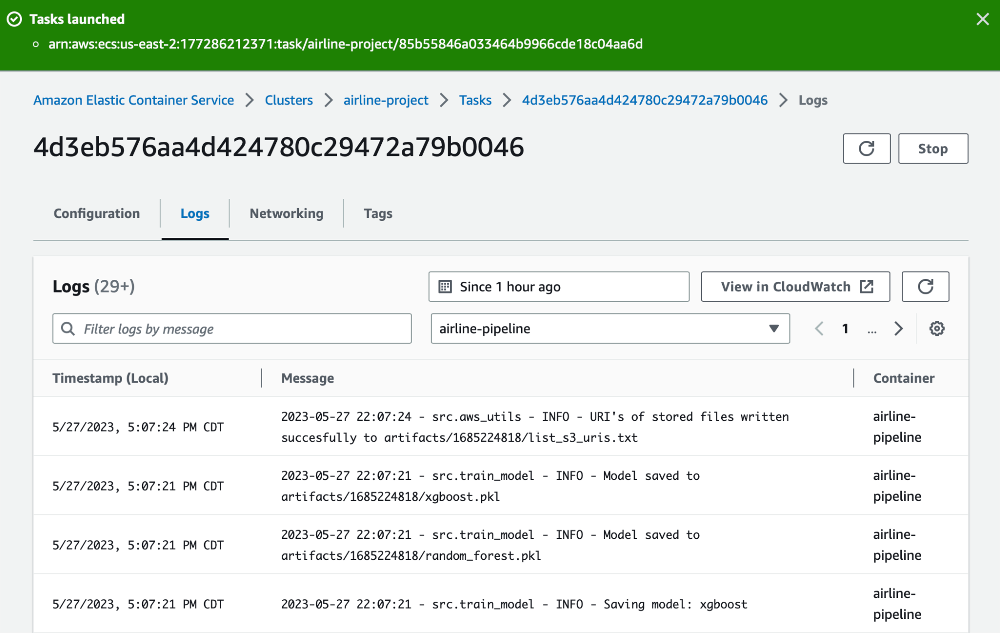 Tasks launched
arn:aws:ecs:us-east-2:177286212371:task/airline-project/85b55846a033464b9966cde18c04aa6d
Amazon Elastic Container Service > Clusters > airline-project > Tasks > 4d3eb576aa4d424780c29472a79b0046 > Logs
4d3eb576aa4d424780c29472a79b0046
Stop
Configuration
Logs
Networking
Tags
Logs (29+)
Since 1 hour ago
View in CloudWatch
Filter logs by message
airline-pipeline
1 ...
Timestamp (Local)
Message
Container
5/27/2023, 5:07:24 PM CDT
2023-05-27 22:07:24 - src.aws_utils - INFO - URI's of stored files written
succesfully to artifacts/1685224818/list_s3_uris.txt
airline-
pipeline
5/27/2023, 5:07:21 PM CDT
2023-05-27 22:07:21 - src.train_model - INFO - Model saved to
artifacts/1685224818/xgboost.pkl
airline-
pipeline
5/27/2023, 5:07:21 PM CDT
2023-05-27 22:07:21 - src.train_model - INFO - Model saved to
artifacts/1685224818/random_forest.pkl
airline-
pipeline
5/27/2023, 5:07:21 PM CDT
2023-05-27 22:07:21 - src.train_model - INFO - Saving model: xgboost
airline-
pipeline